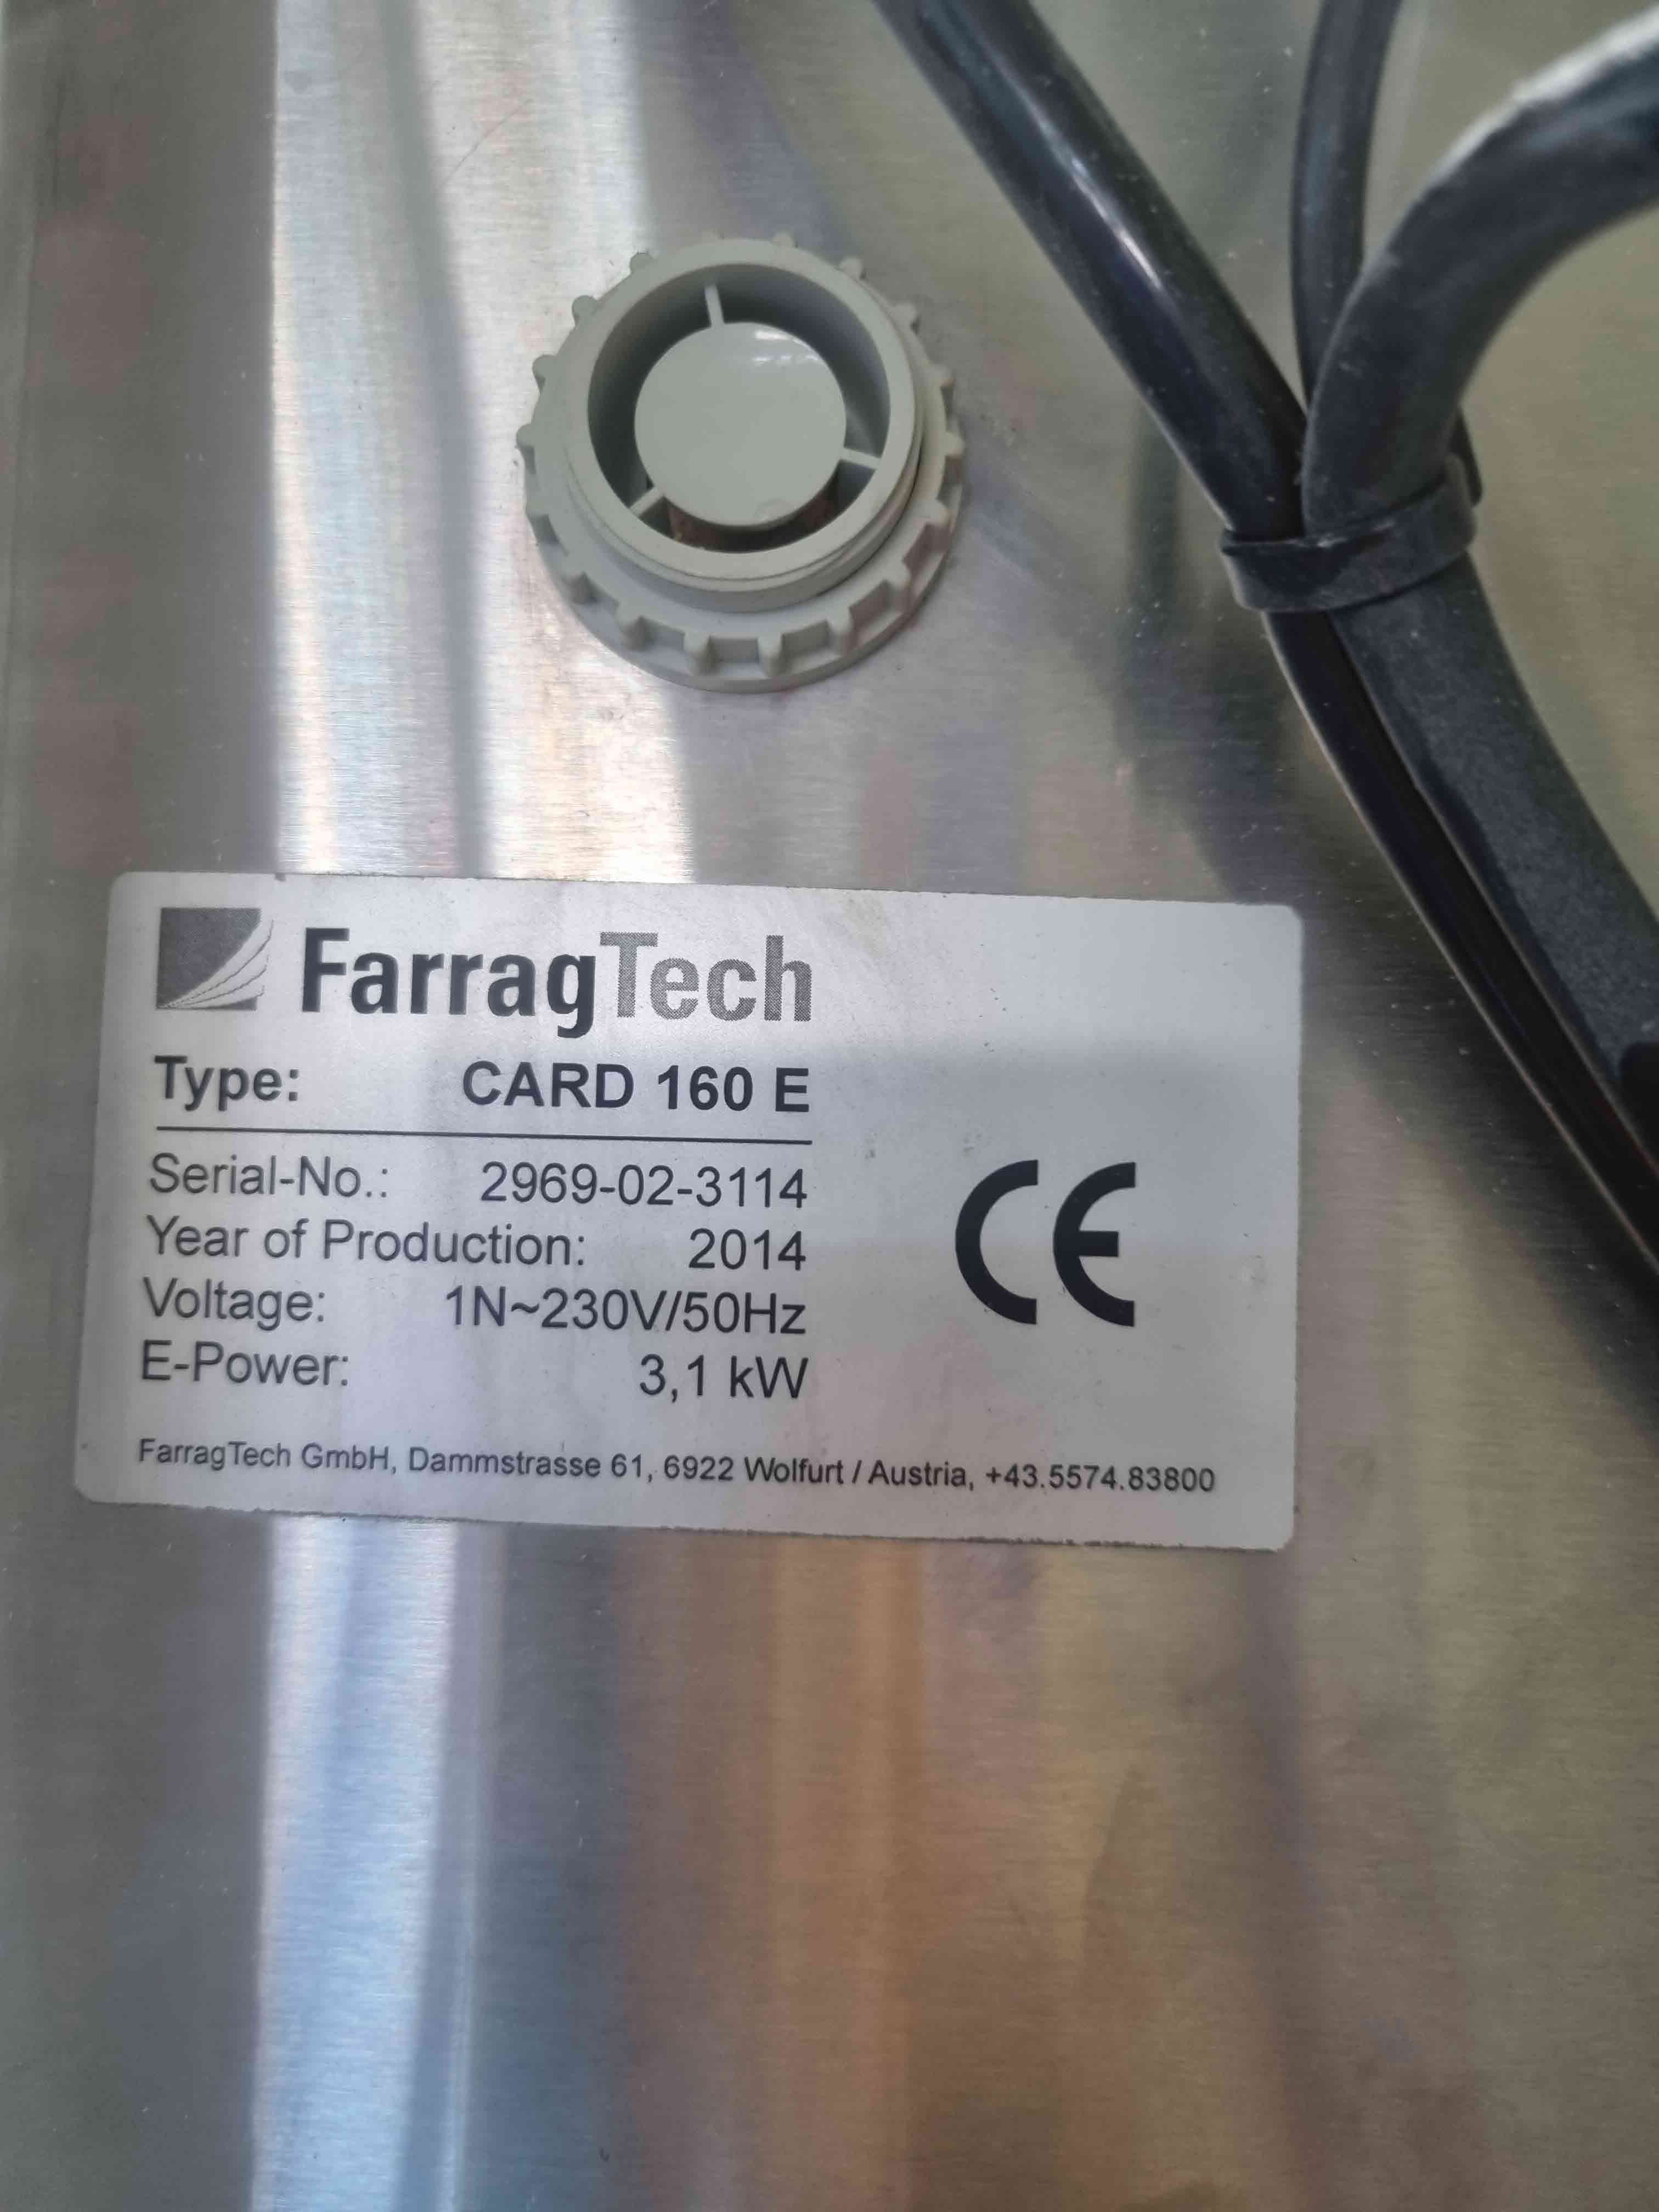 FarragTech
Type: CARD 160 E
Serial-No.: 2969-02-3114
Year of Production: 2014
Voltage: 1N~230V/50Hz
E-Power: 3,1 kW
CE
FarragTech GmbH, Dammstrasse 61, 6922 Wolfurt / Austria, +43.5574.83800